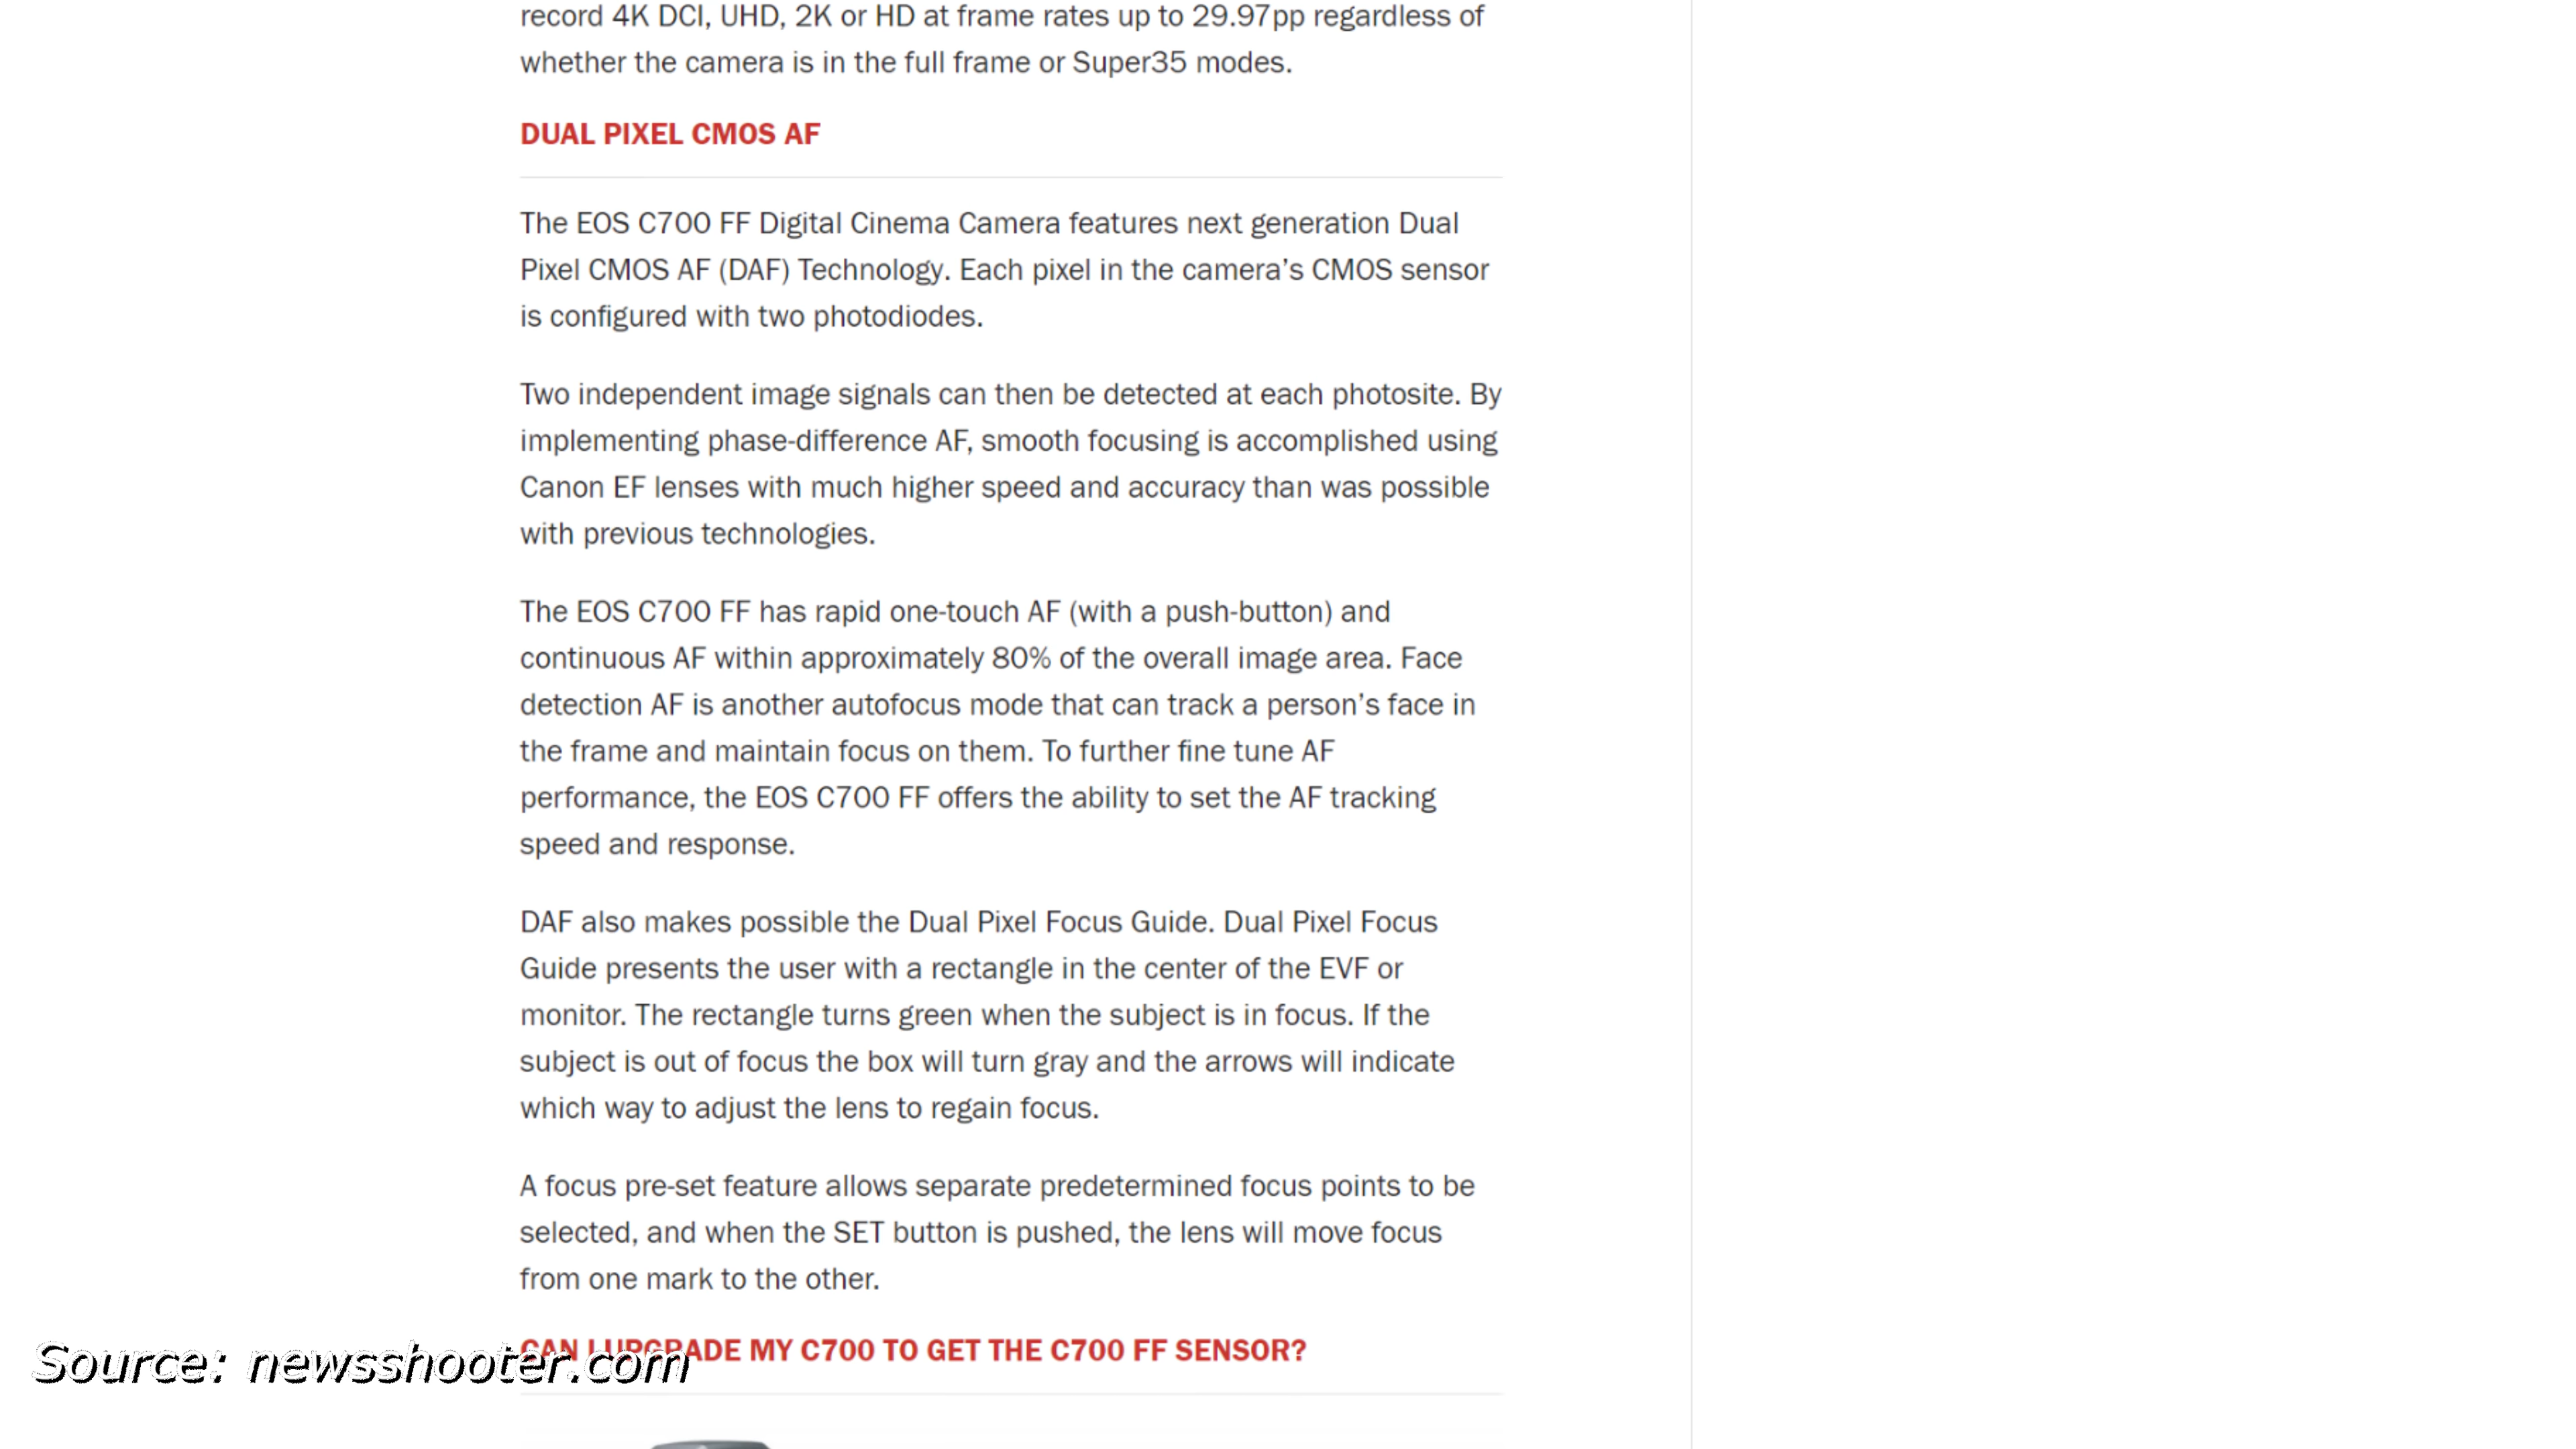 record 4K DCI, UHD, 2K or HD at frame rates up to 29.97pp regardless of
whether the camera is in the full frame or Super35 modes.
DUAL PIXEL CMOS AF
The EOS C700 FF Digital Cinema Camera features next generation Dual
Pixel CMOS AF (DAF) Technology. Each pixel in the camera’s CMOS sensor
is configured with two photodiodes.
Two independent image signals can then be detected at each photosite. By
implementing phase-difference AF, smooth focusing is accomplished using
Canon EF lenses with much higher speed and accuracy than was possible
with previous technologies.
The EOS C700 FF has rapid one-touch AF (with a push-button) and
continuous AF within approximately 80% of the overall image area. Face
detection AF is another autofocus mode that can track a person’s face in
the frame and maintain focus on them. To further fine tune AF
performance, the EOS C700 FF offers the ability to set the AF tracking
speed and response.
DAF also makes possible the Dual Pixel Focus Guide. Dual Pixel Focus
Guide presents the user with a rectangle in the center of the EVF or
monitor. The rectangle turns green when the subject is in focus. If the
subject is out of focus the box will turn gray and the arrows will indicate
which way to adjust the lens to regain focus.
A focus pre-set feature allows separate predetermined focus points to be
selected, and when the SET button is pushed, the lens will move focus
from one mark to the other.
CAN I UPGRADE MY C700 TO GET THE C700 FF SENSOR?
Source: newsshooter.com